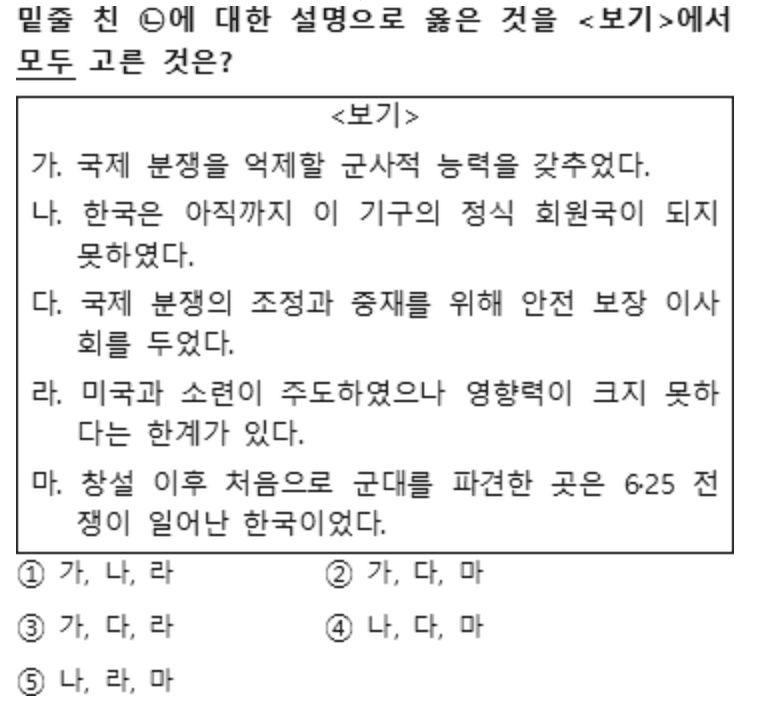 밑줄 친 ㉡에 대한 설명으로 옳은 것을 <보기>에서
모두 고른 것은?
<보기>
가. 국제 분쟁을 억제할 군사적 능력을 갖추었다.
나. 한국은 아직까지 이 기구의 정식 회원국이 되지
못하였다.
다. 국제 분쟁의 조정과 중재를 위해 안전 보장 이사
회를 두었다.
라. 미국과 소련이 주도하였으나 영향력이 크지 못하
다는 한계가 있다.
마. 창설 이후 처음으로 군대를 파견한 곳은 6·25 전
쟁이 일어난 한국이었다.
① 가, 나, 라 ② 가, 다, 마
③ 가, 다, 라 ④ 나, 다, 마
⑤ 나, 라, 마